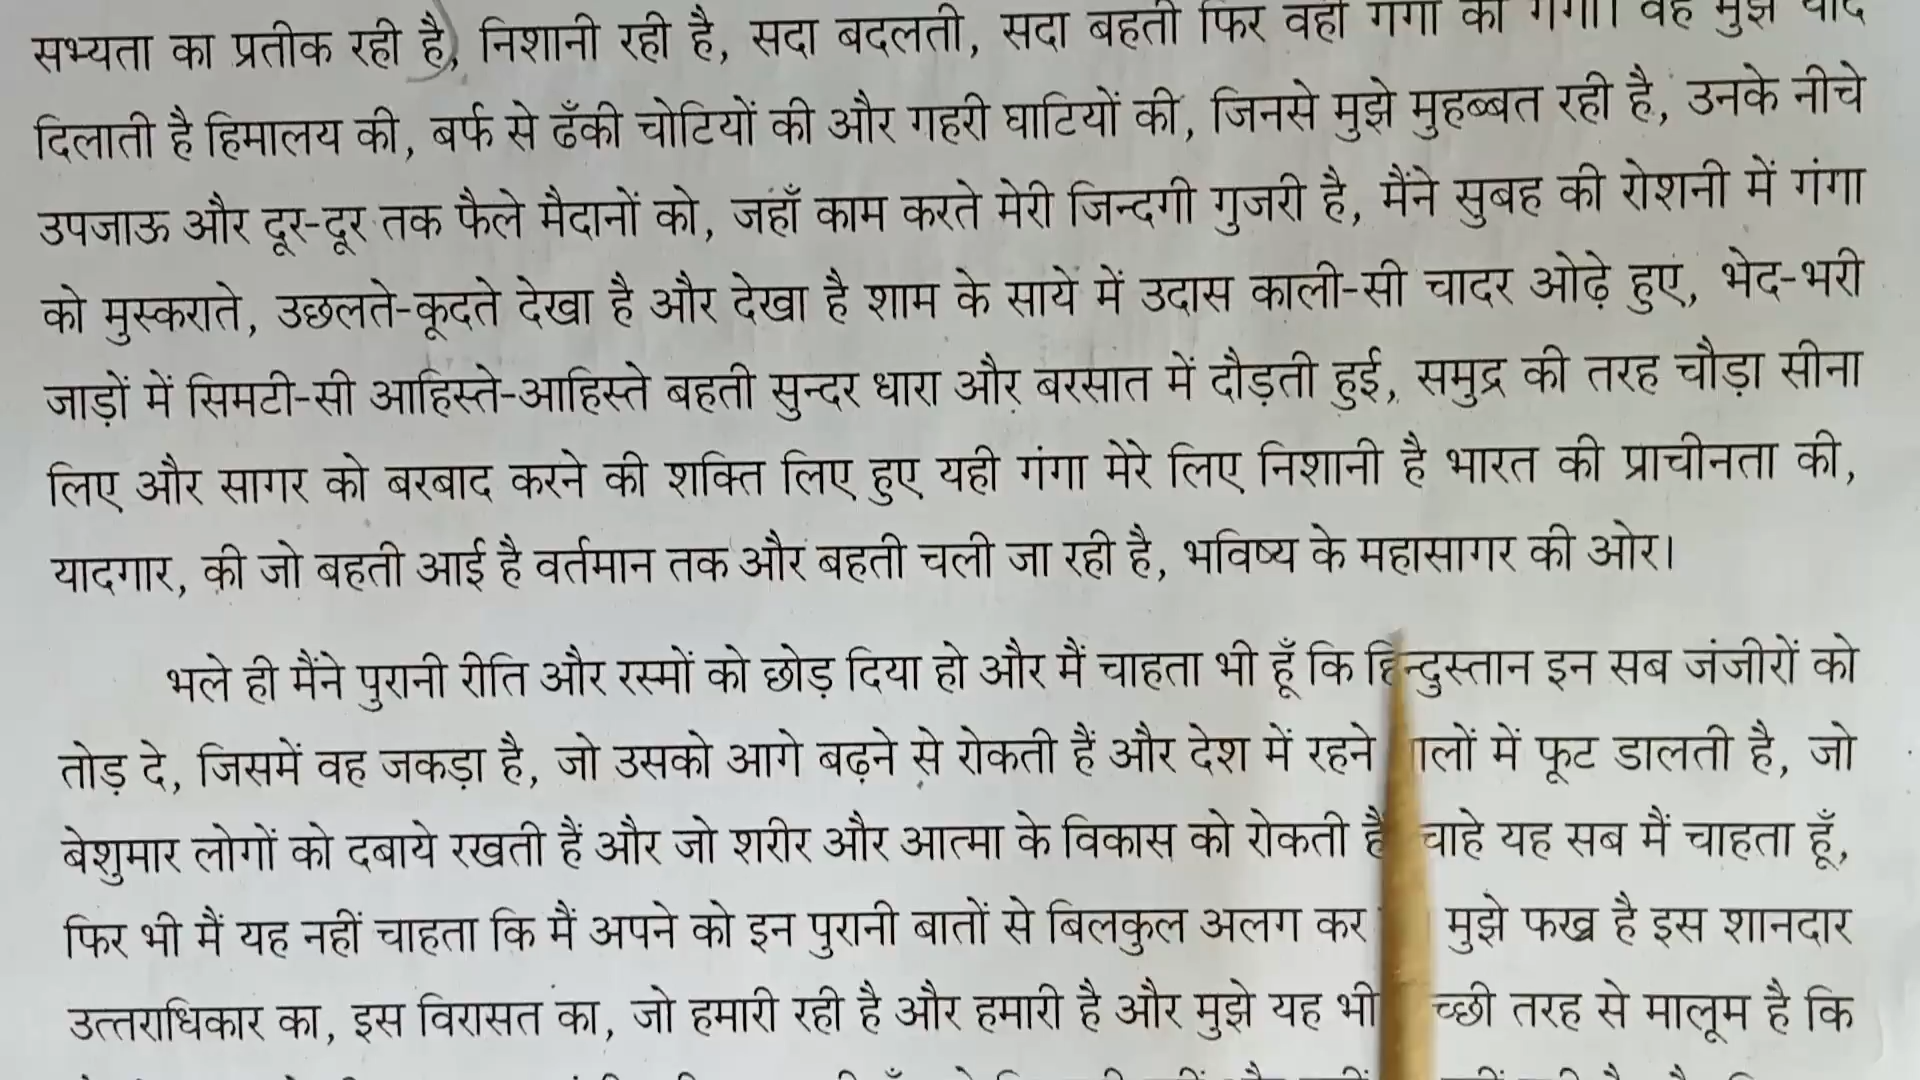 सभ्यता का प्रतीक रही है, निशानी रही है, सदा बदलती, सदा बहती फिर वही गंगा की गंगा। वह मुझे याद
दिलाती है हिमालय की, बर्फ से ढँकी चोटियों की और गहरी घाटियों की, जिनसे मुझे मुहब्बत रही है, उनके नीचे
उपजाऊ और दूर-दूर तक फैले मैदानों को, जहाँ काम करते मेरी जिन्दगी गुजरी है, मैंने सुबह की रोशनी में गंगा
को मुस्कराते, उछलते-कूदते देखा है और देखा है शाम के साये में उदास काली-सी चादर ओढ़े हुए, भेद-भरी
जाड़ों में सिमटी-सी आहिस्ते-आहिस्ते बहती सुन्दर धारा और बरसात में दौड़ती हुई, समुद्र की तरह चौड़ा सीना
लिए और सागर को बरबाद करने की शक्ति लिए हुए यही गंगा मेरे लिए निशानी है भारत की प्राचीनता की,
यादगार, की जो बहती आई है वर्तमान तक और बहती चली जा रही है, भविष्य के महासागर की ओर।
भले ही मैंने पुरानी रीति और रस्मों को छोड़ दिया हो और मैं चाहता भी हूँ कि हिन्दुस्तान इन सब जंजीरों को
तोड़ दे, जिसमें वह जकड़ा है, जो उसको आगे बढ़ने से रोकती हैं और देश में रहने में फूट डालती है, जो
बेशुमार लोगों को दबाये रखती हैं और जो शरीर और आत्मा के विकास को रोकती है चाहे यह सब मैं चाहता हूँ,
फिर भी मैं यह नहीं चाहता कि मैं अपने को इन पुरानी बातों से बिलकुल अलग कर मुझे फख्र है इस शानदार
उत्तराधिकार का, इस विरासत का, जो हमारी रही है और हमारी है और मुझे यह भी तरह से मालूम है कि